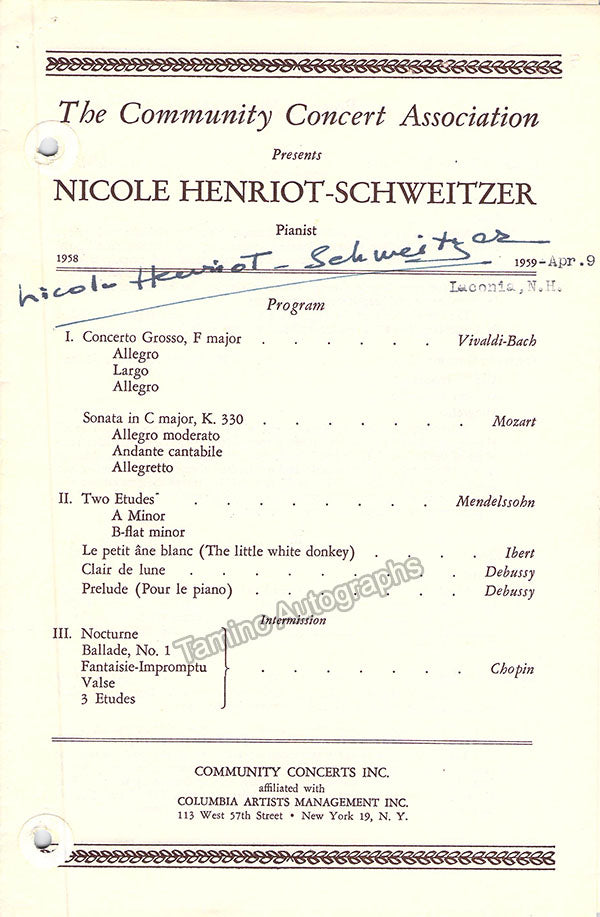 The Community Concert Association
Presents
NICOLE HENRIOT-SCHWEITZER
Pianist
Nicole Henriot-Schweitzer
1958 1959-Apr.9
Laconia,N.H.
Program
I. Concerto Grosso, F major . . . . . . Vivaldi-Bach
Allegro
Largo
Allegro
Sonata in C major, K. 330 . . . . . . . Mozart
Allegro moderato
Andante cantabile
Allegretto
II. Two Etudes . . . . . . . . Mendelssohn
A Minor
B-flat minor
Le petit âne blanc (The little white donkey) . . . . Ibert
Clair de lune . . . . . . . . . Debussy
Prelude (Pour le piano) . . . . . . . Debussy
Tamino Autographs
Intermission
III. Nocturne
Ballade, No. 1
Fantaisie-Impromptu . . . . . . . Chopin
Valse
3 Etudes
COMMUNITY CONCERTS INC.
affiliated with
COLUMBIA ARTISTS MANAGEMENT INC.
113 West 57th Street • New York 19, N. Y.